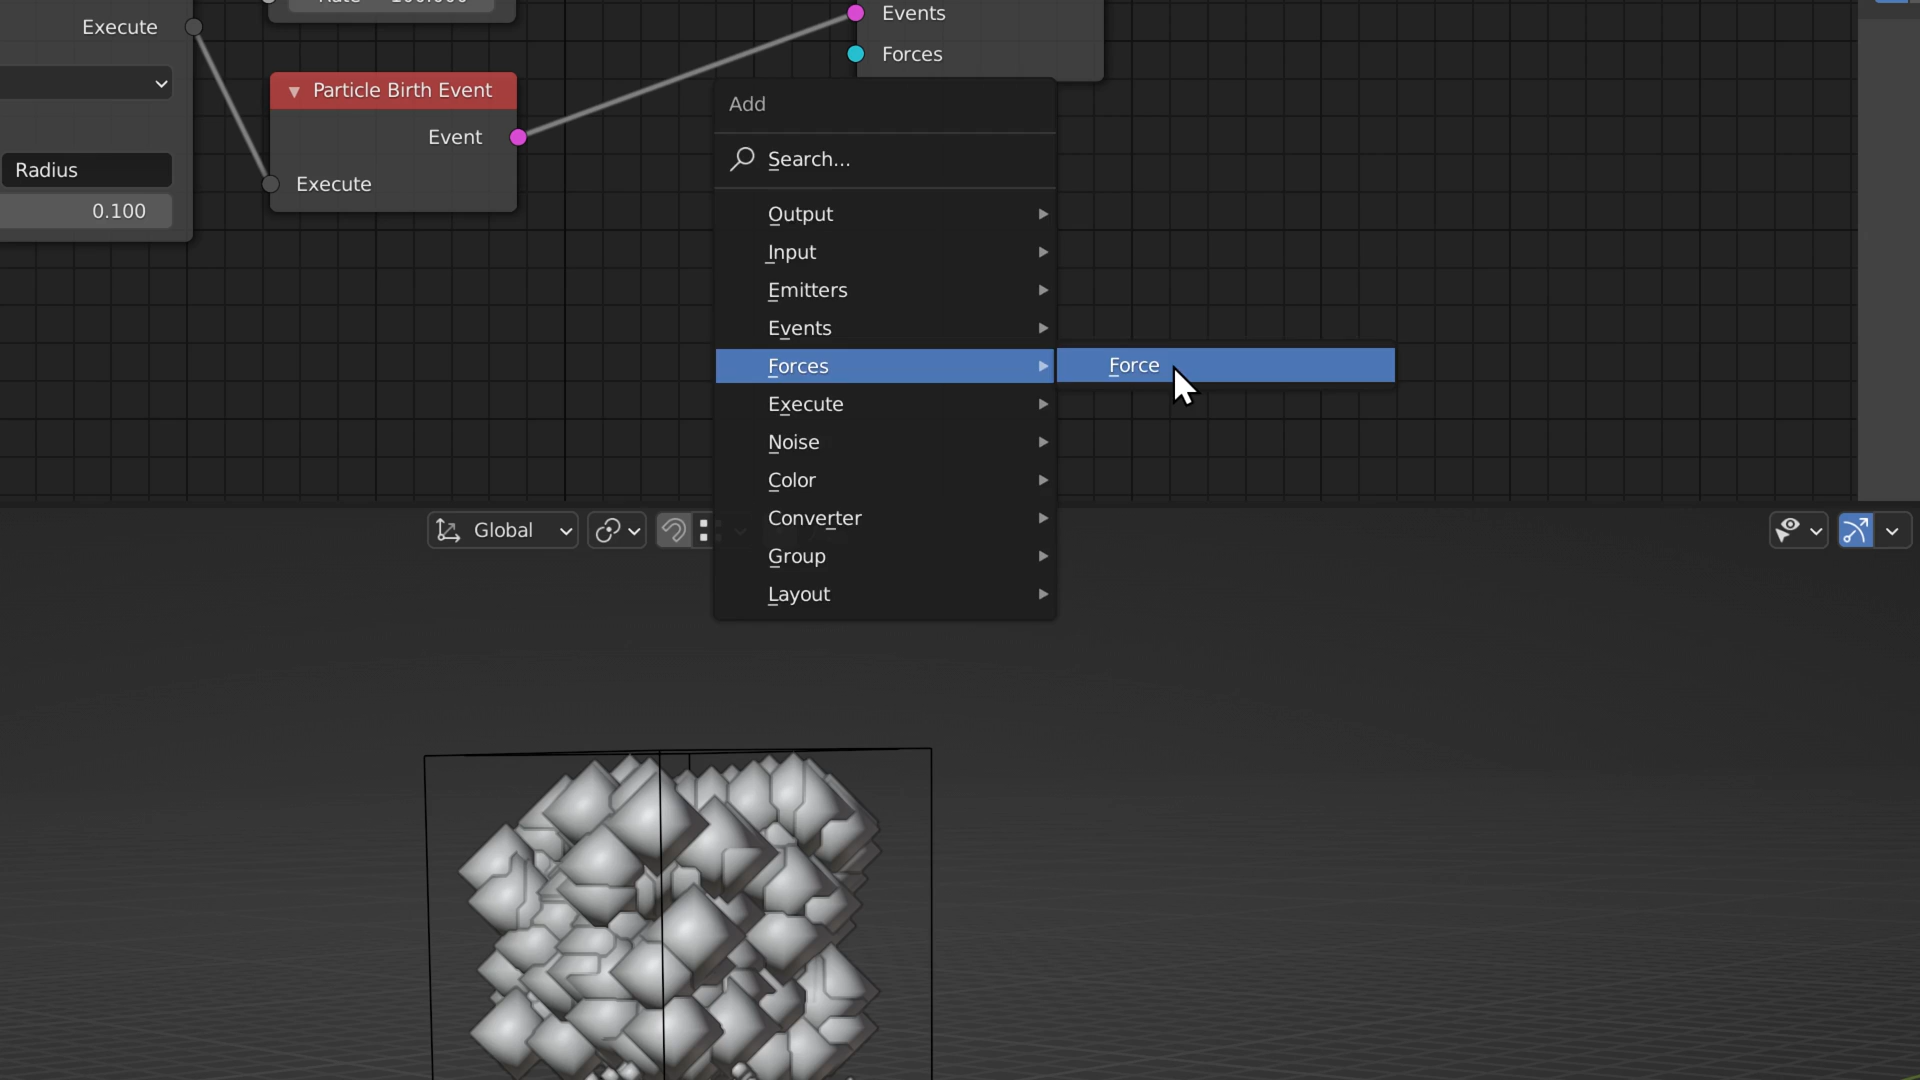 Execute
Events
Forces
Particle Birth Event
Event
Execute
Radius
0.100
Add
Search...
Output
Input
Emitters
Events
Forces
Force
Execute
Noise
Color
Converter
Group
Layout
Global